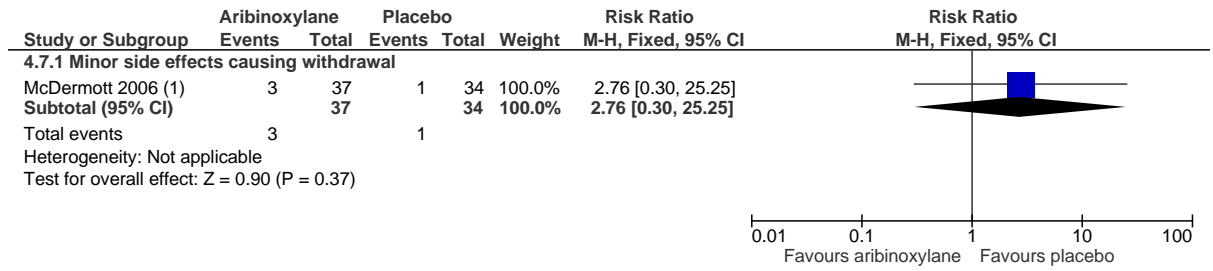 Aribinoxylane Placebo Risk Ratio Risk Ratio
Study or Subgroup Events Total Events Total Weight M-H, Fixed, 95% CI M-H, Fixed, 95% CI
4.7.1 Minor side effects causing withdrawal
McDermott 2006 (1) 3 37 1 34 100.0% 2.76 [0.30, 25.25]
Subtotal (95% CI) 37 34 100.0% 2.76 [0.30, 25.25]
Total events 3 1
Heterogeneity: Not applicable
Test for overall effect: Z = 0.90 (P = 0.37)
0.01 0.1 1 10 100
Favours aribinoxylane Favours placebo